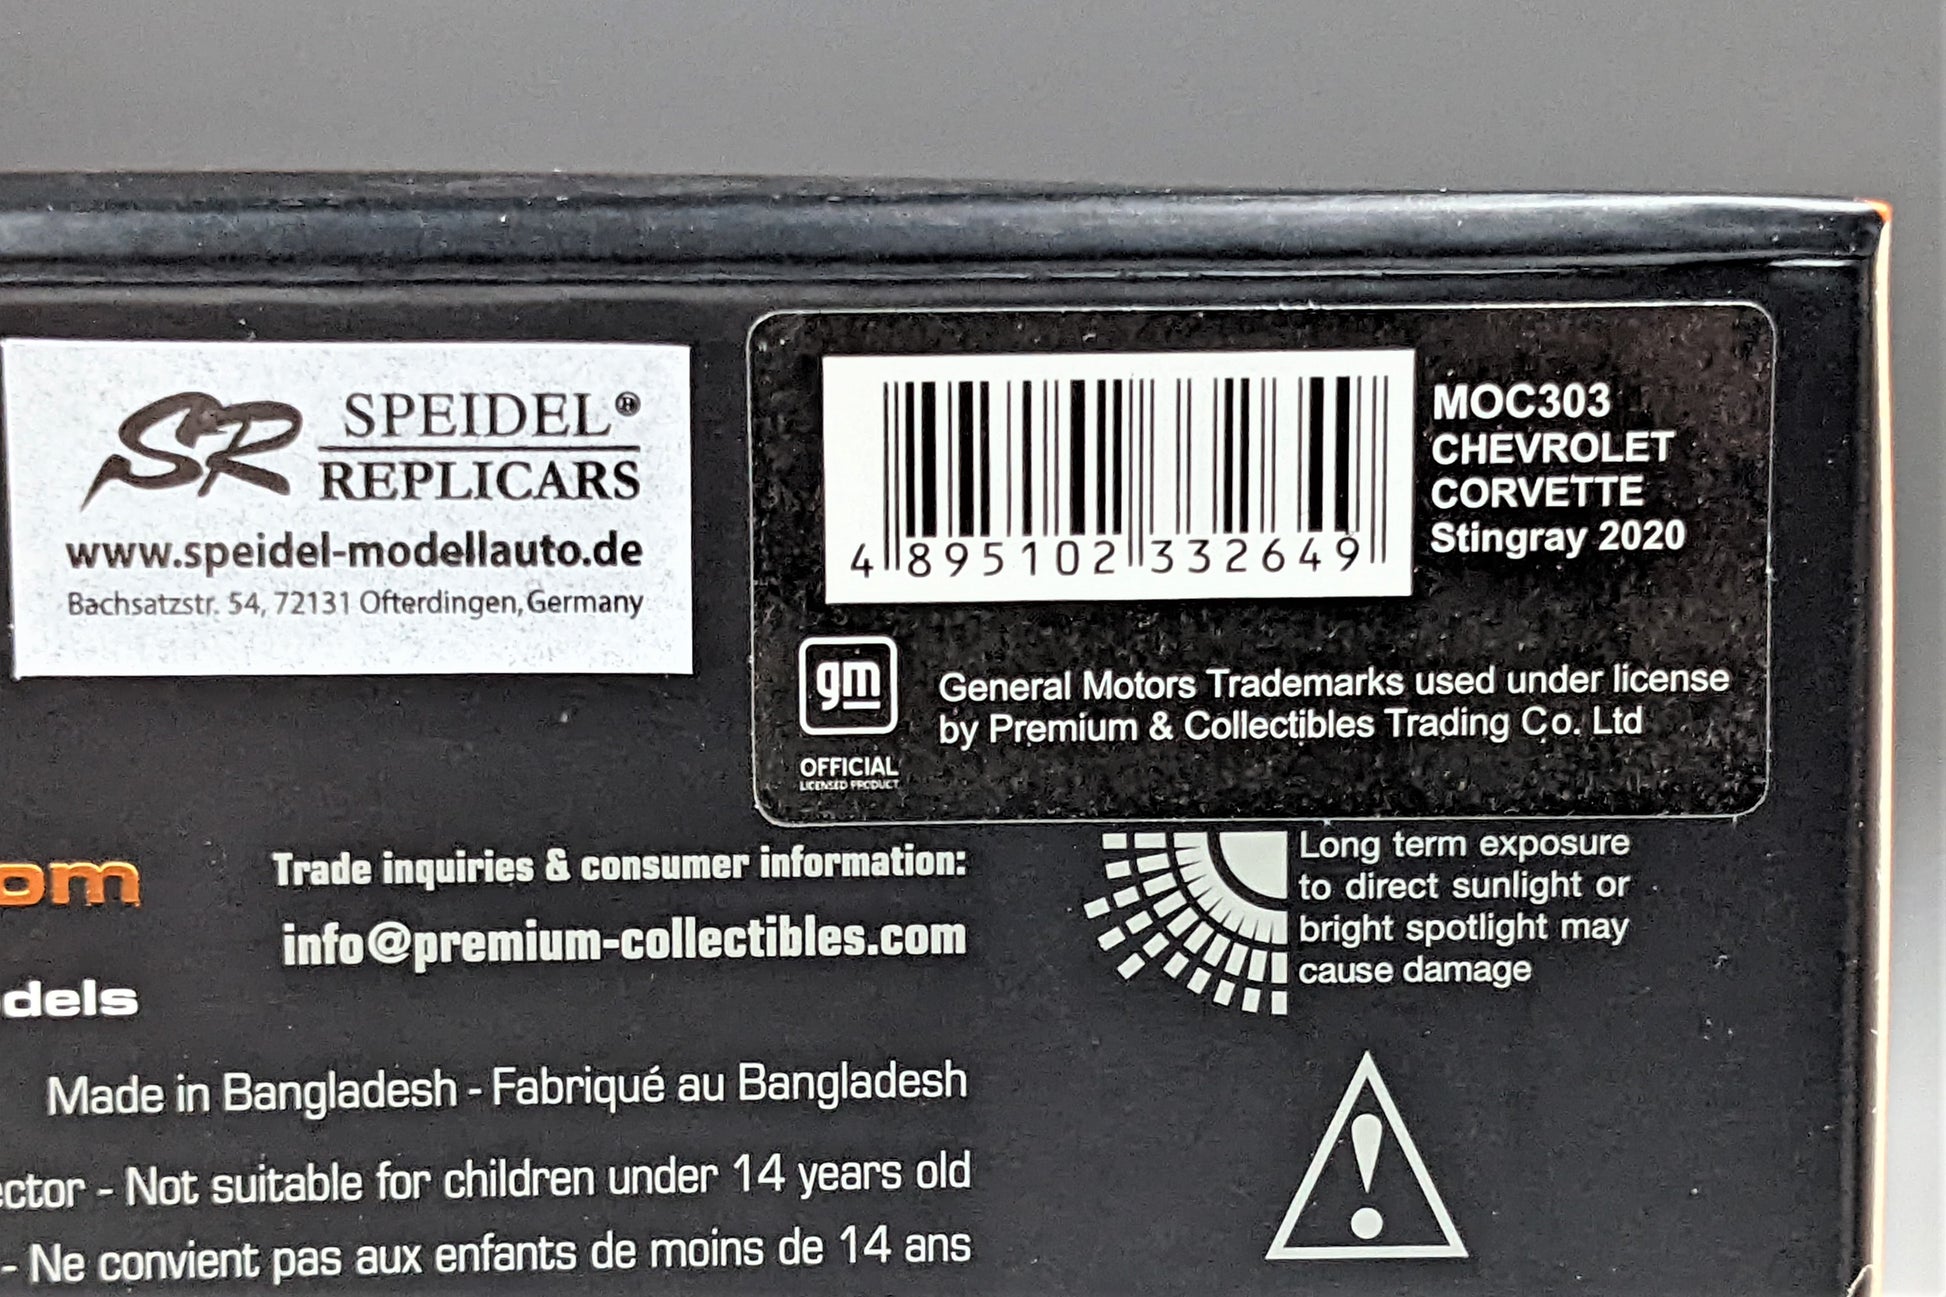 SR SPEIDEL®
REPLICARS
www.speidel-modellauto.de
Bachsatzstr. 54, 72131 Ofterdingen, Germany
4 895102 332649
MOC303
CHEVROLET
CORVETTE
Stingray 2020
gm
OFFICIAL
LICENSED PRODUCT
General Motors Trademarks used under license
by Premium & Collectibles Trading Co. Ltd
om
Trade inquiries & consumer information:
info@premium-collectibles.com
dels
Long term exposure
to direct sunlight or
bright spotlight may
cause damage
Made in Bangladesh - Fabriqué au Bangladesh
ector - Not suitable for children under 14 years old
- Ne convient pas aux enfants de moins de 14 ans
!